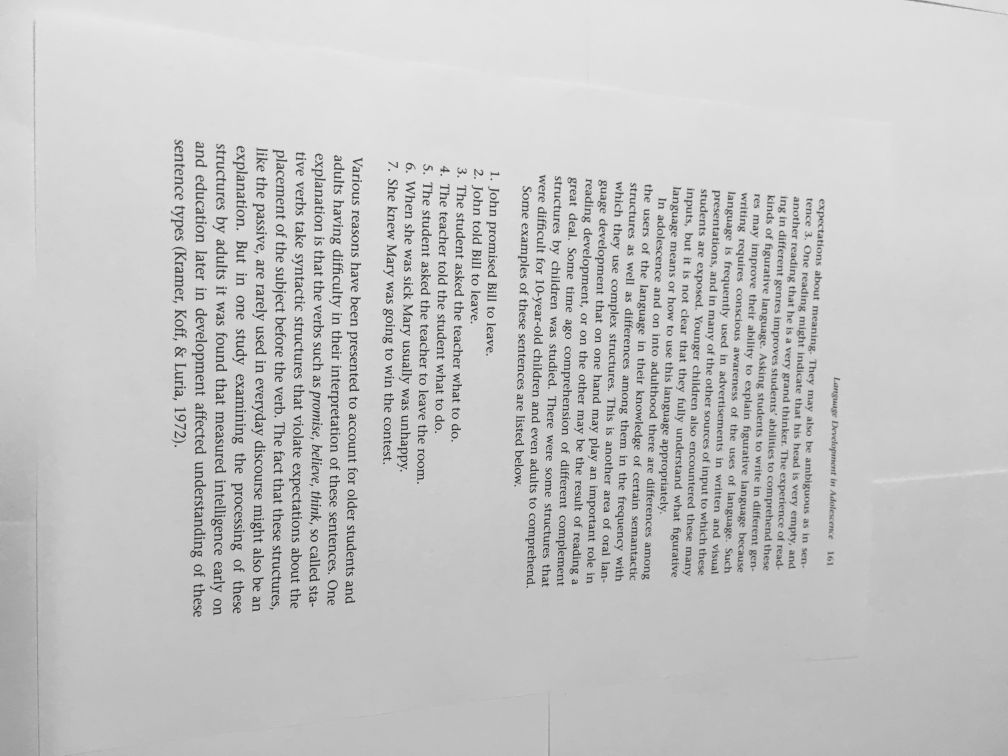 Language Development in Adolescence 161
expectations about meaning. They may also be ambiguous as in sen-
tence 3. One reading might indicate that his head is very empty, and
another reading that he is a very grand thinker. The experience of read-
ing in different genres improves students' abilities to comprehend these
kinds of figurative language. Asking students to write in different gen-
res may improve their ability to explain figurative language because
writing requires conscious awareness of the uses of language. Such
language is frequently used in advertisements in written and visual
presentations, and in many of the other sources of input to which these
students are exposed. Younger children also encountered these many
inputs, but it is not clear that they fully understand what figurative
language means or how to use this language appropriately.
In adolescence and on into adulthood there are differences among
the users of the language in their knowledge of certain semantactic
structures as well as differences among them in the frequency with
which they use complex structures. This is another area of oral lan-
guage development that on one hand may play an important role in
reading development, or on the other may be the result of reading a
great deal. Some time ago comprehension of different complement
structures by children was studied. There were some structures that
were difficult for 10-year-old children and even adults to comprehend.
Some examples of these sentences are listed below.
1. John promised Bill to leave.
2. John told Bill to leave.
3. The student asked the teacher what to do.
4. The teacher told the student what to do.
5. The student asked the teacher to leave the room.
6. When she was sick Mary usually was unhappy.
7. She knew Mary was going to win the contest.
Various reasons have been presented to account for older students and
adults having difficulty in their interpretation of these sentences. One
explanation is that the verbs such as promise, believe, think, so called sta-
tive verbs take syntactic structures that violate expectations about the
placement of the subject before the verb. The fact that these structures,
like the passive, are rarely used in everyday discourse might also be an
explanation. But in one study examining the processing of these
structures by adults it was found that measured intelligence early on
and education later in development affected understanding of these
sentence types (Kramer, Koff, & Luria, 1972).